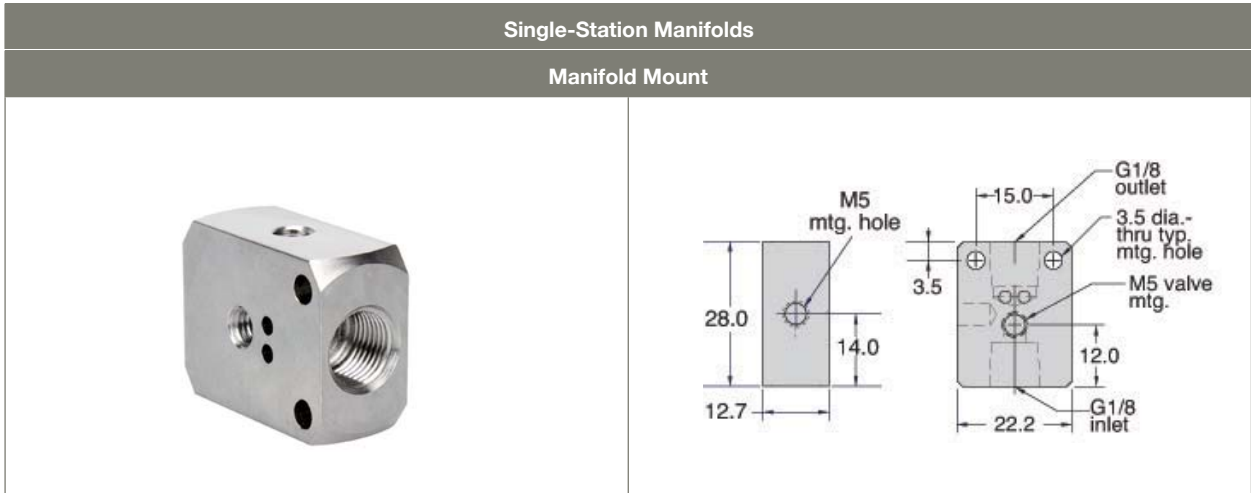 Single-Station Manifolds
Manifold Mount
M5
mtg. hole
28.0
14.0
12.7
15.0
3.5
G1/8
outlet
3.5 dia.-
thru typ.
mtg. hole
M5 valve
mtg.
12.0
G1/8
inlet
22.2